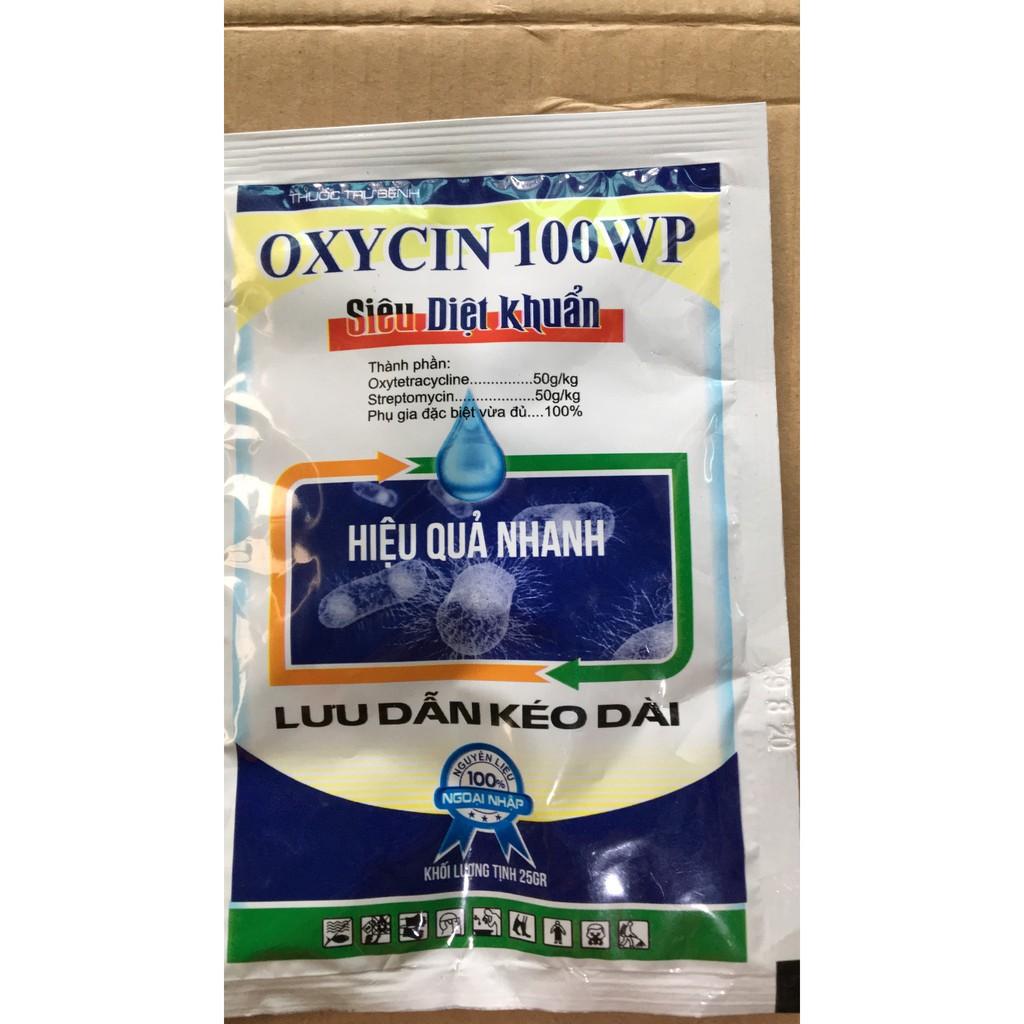 THUỐC TRỪ BỆNH
OXYCIN 100WP
Siêu Diệt khuẩn
Thành phần:
Oxytetracycline...............50g/kg
Streptomycin...................50g/kg
Phụ gia đặc biệt vừa đủ....100%
HIỆU QUẢ NHANH
LƯU DẪN KÉO DÀI
NGUYÊN LIỆU
100%
NGOẠI NHẬP
KHỐI LƯỢNG TỊNH 25GR